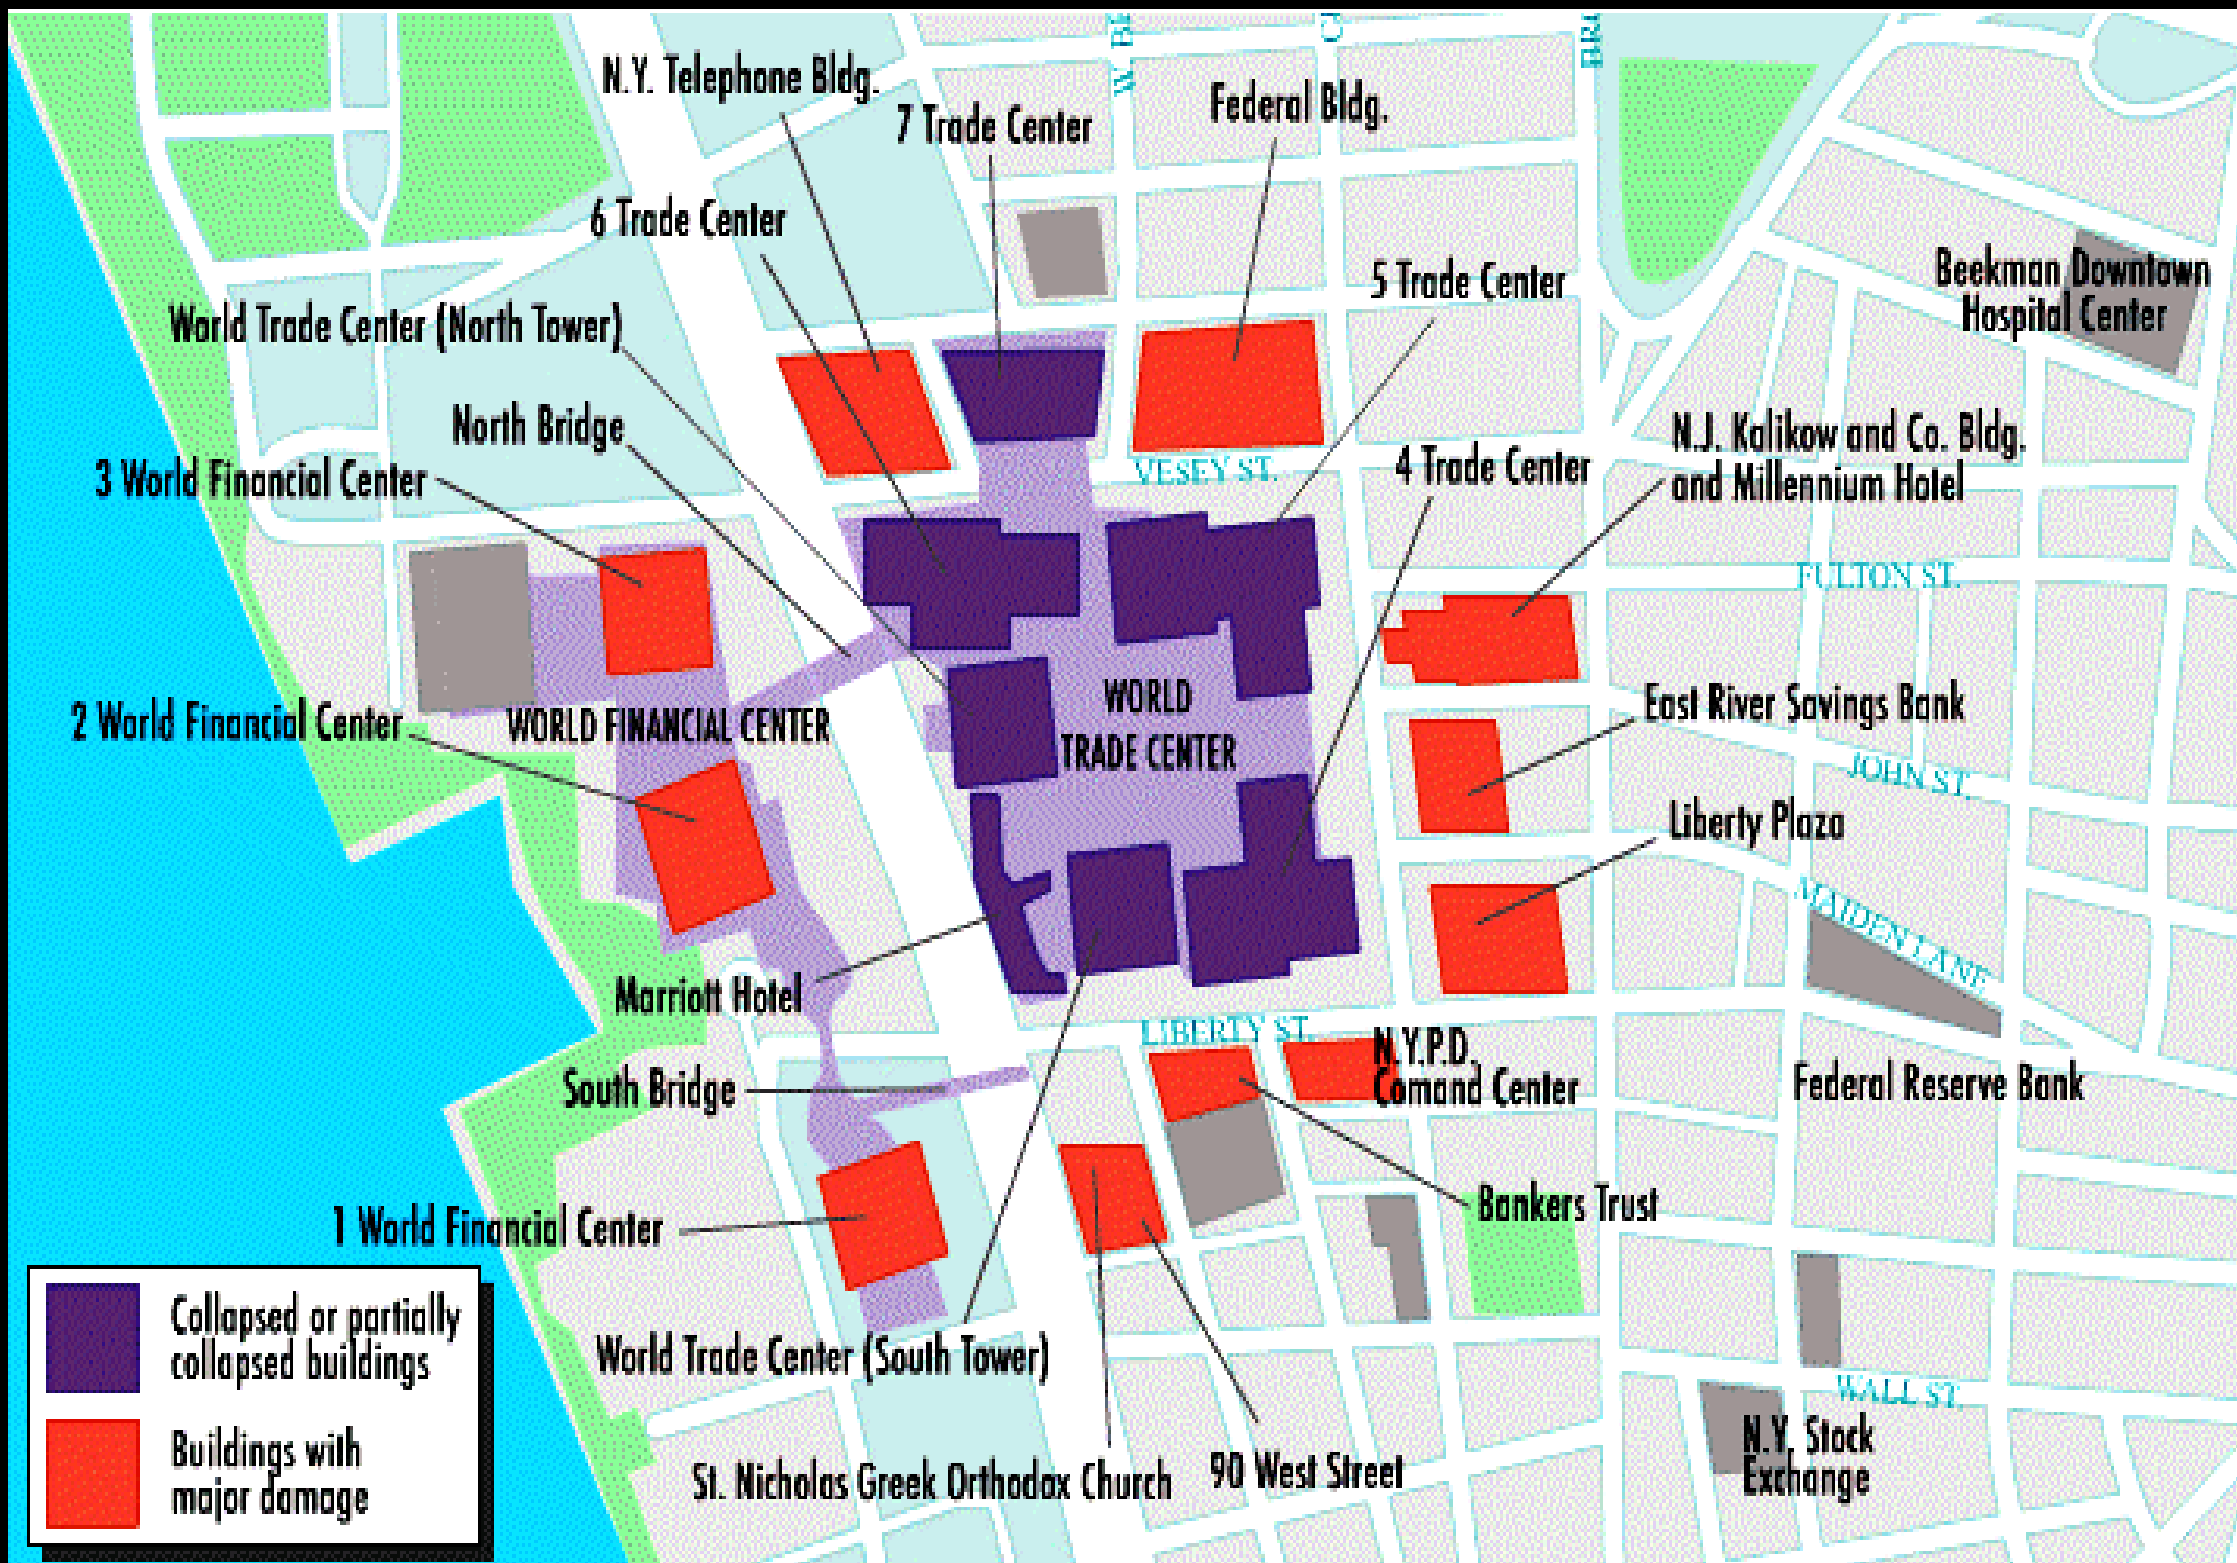 W. BR
C
BR
N.Y. Telephone Bldg.
7 Trade Center
Federal Bldg.
6 Trade Center
5 Trade Center
Beekman Downtown
Hospital Center
World Trade Center (North Tower)
North Bridge
3 World Financial Center
VESEY ST.
4 Trade Center
N.J. Kalikow and Co. Bldg.
and Millennium Hotel
FULTON ST.
2 World Financial Center
WORLD FINANCIAL CENTER
WORLD
TRADE CENTER
East River Savings Bank
JOHN ST.
Liberty Plaza
MAIDEN LANE
Marriott Hotel
LIBERTY ST.
N.Y.P.D.
Comand Center
South Bridge
Federal Reserve Bank
Bankers Trust
1 World Financial Center
World Trade Center (South Tower)
WALL ST.
N.Y. Stock
Exchange
St. Nicholas Greek Orthodox Church
90 West Street
Collapsed or partially
collapsed buildings
Buildings with
major damage